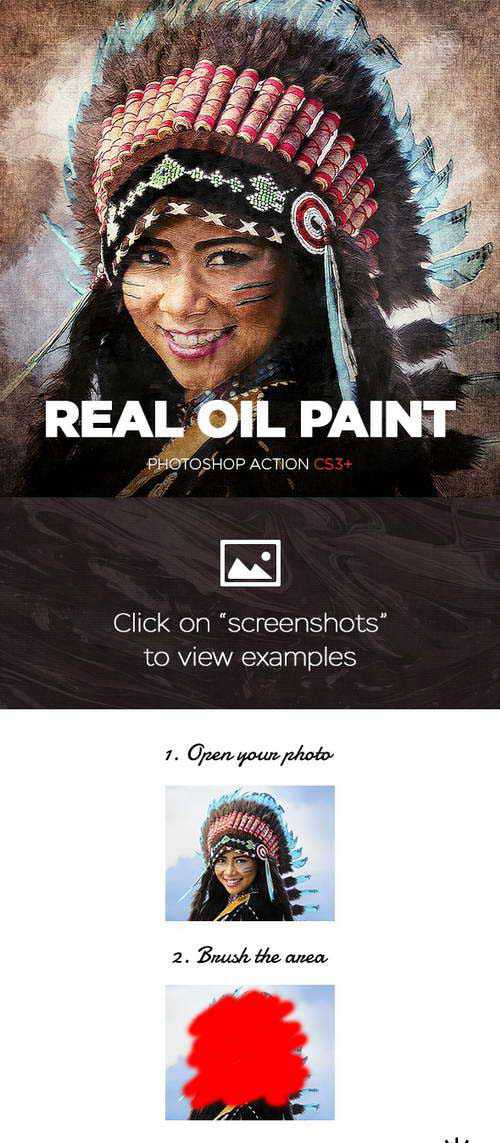 REAL OIL PAINT
PHOTOSHOP ACTION CS3+
Click on “screenshots”
to view examples
1. Open your photo
2. Brush the area